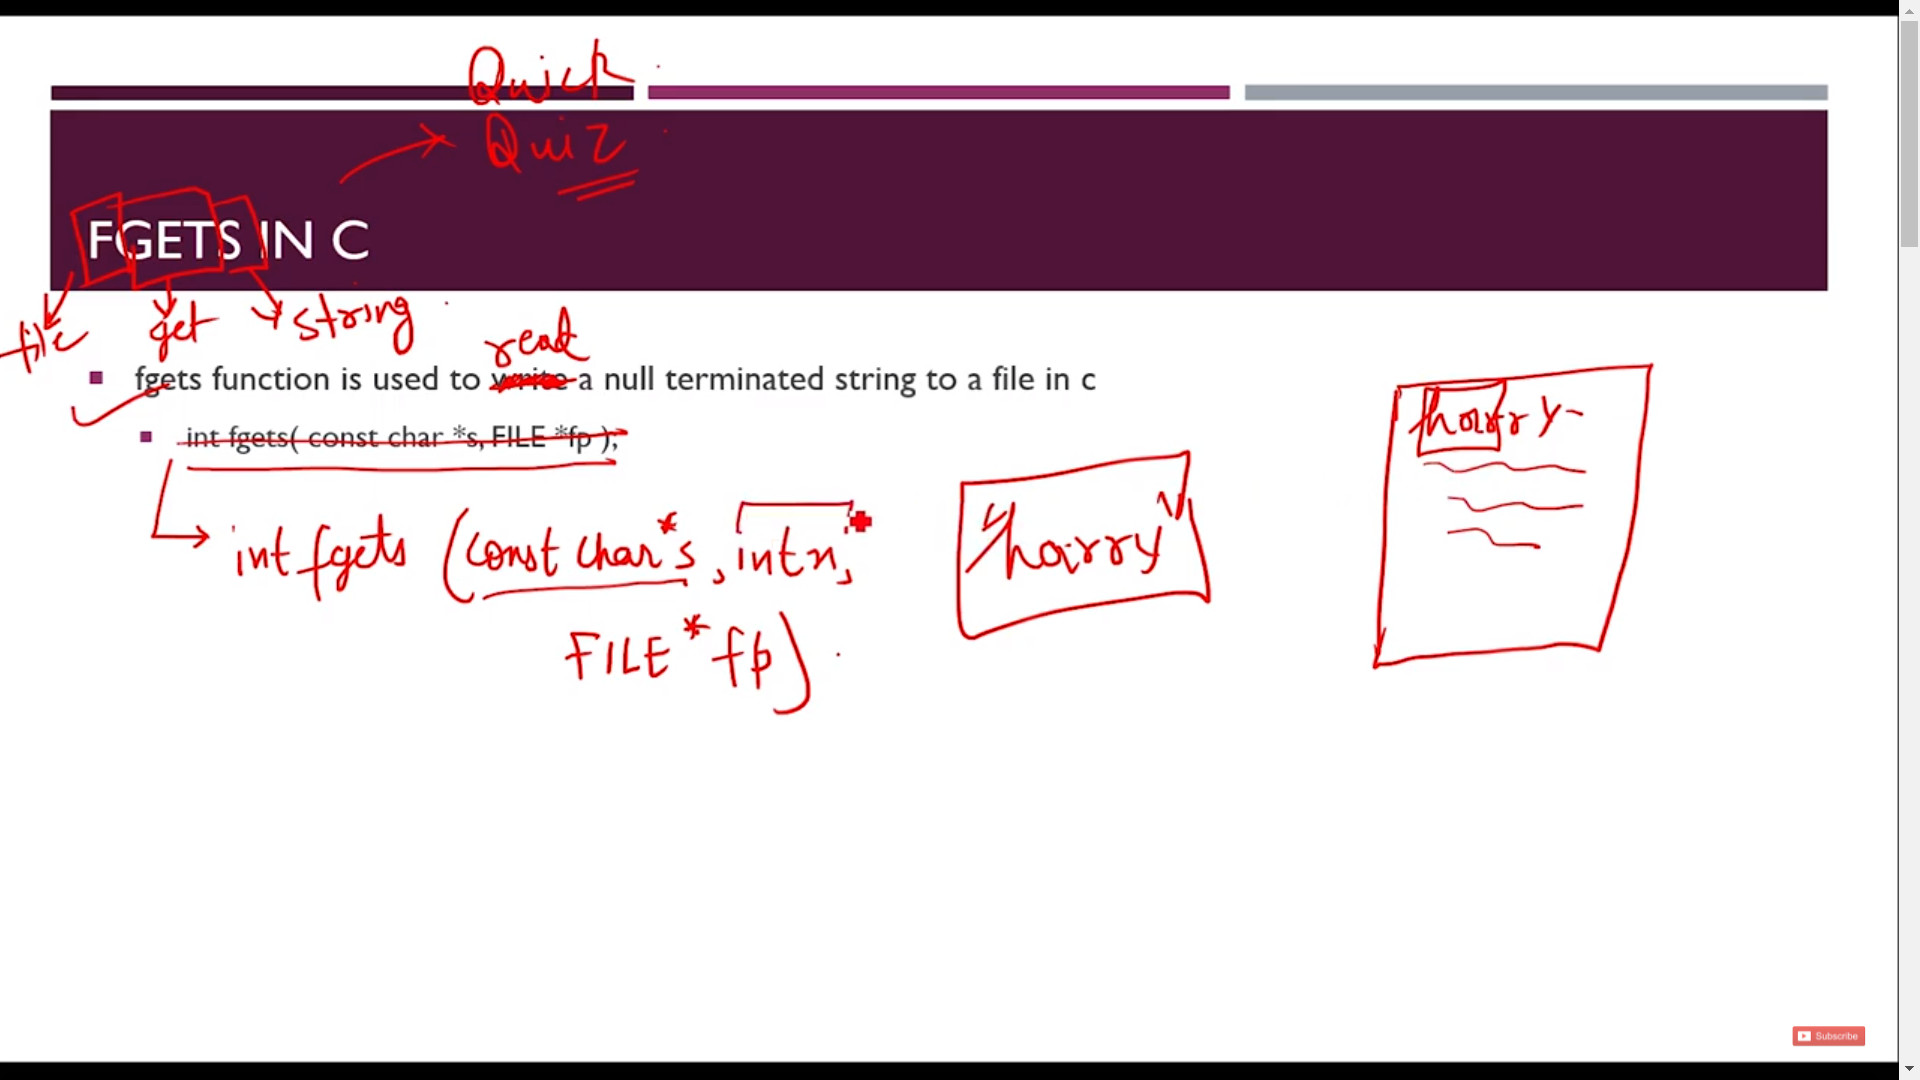 Quick
Quiz
FGETS IN C
file get string
read
fgets function is used to write a null terminated string to a file in c
int fgets( const char *s, FILE *fp );
harry
int fgets (const char *s, int n,
FILE * fp)
"harry"
Subscribe